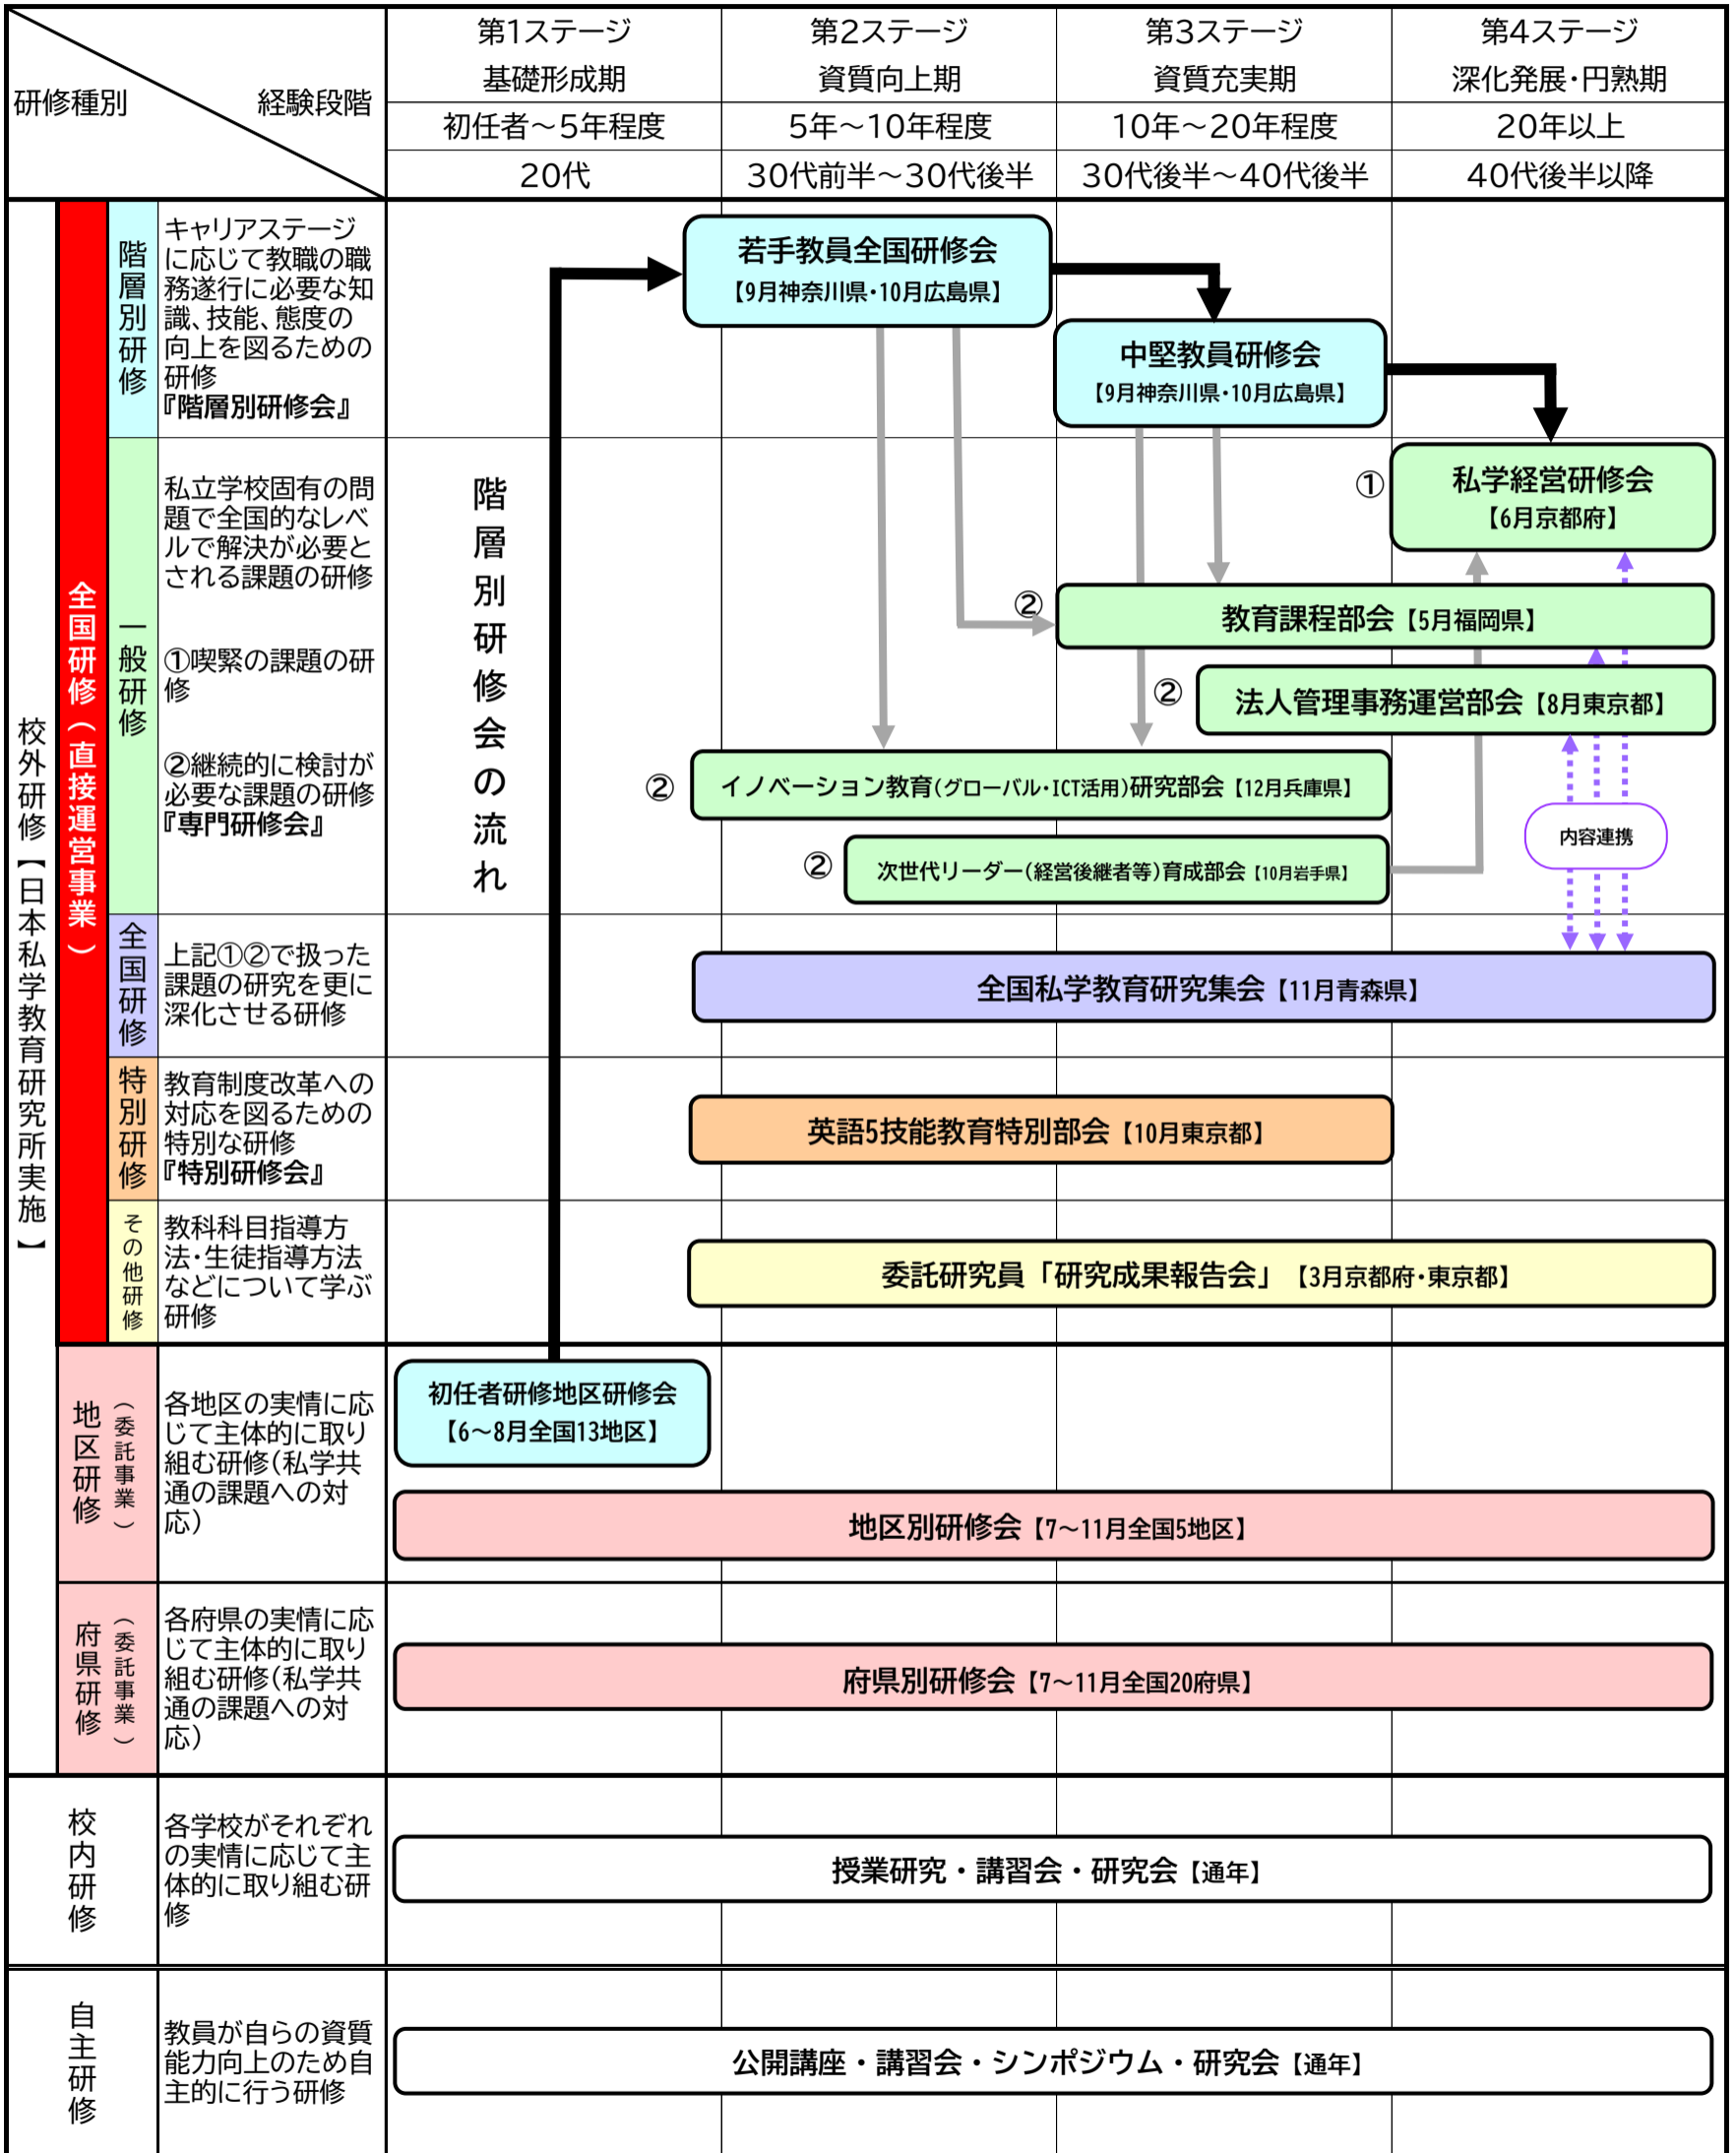 研修種別
経験段階
第1ステージ
基礎形成期
初任者～5年程度
20代
第2ステージ
資質向上期
5年～10年程度
30代前半～30代後半
第3ステージ
資質充実期
10年～20年程度
30代後半～40代後半
第4ステージ
深化発展・円熟期
20年以上
40代後半以降
校外研修【日本私学教育研究所実施】
全国研修（直接運営事業）
階層別研修
キャリアステージ
に応じて教職の職
務遂行に必要な知
識、技能、態度の
向上を図るための
研修
『階層別研修会』
若手教員全国研修会
【9月神奈川県・10月広島県】
中堅教員研修会
【9月神奈川県・10月広島県】
階層別研修会の流れ
一般研修
私立学校固有の問
題で全国的なレベ
ルで解決が必要と
される課題の研修
①喫緊の課題の研
修
②継続的に検討が
必要な課題の研修
『専門研修会』
①
私学経営研修会
【6月京都府】
②
教育課程部会【5月福岡県】
②
法人管理事務運営部会【8月東京都】
②
イノベーション教育(グローバル・ICT活用)研究部会【12月兵庫県】
内容連携
②
次世代リーダー(経営後継者等)育成部会【10月岩手県】
全国研修
上記①②で扱った
課題の研究を更に
深化させる研修
全国私学教育研究集会【11月青森県】
特別研修
教育制度改革への
対応を図るための
特別な研修
『特別研修会』
英語5技能教育特別部会【10月東京都】
その他研修
教科科目指導方
法・生徒指導方法
などについて学ぶ
研修
委託研究員「研究成果報告会」【3月京都府・東京都】
地区研修
（委託事業）
各地区の実情に応
じて主体的に取り
組む研修(私学共
通の課題への対
応)
初任者研修地区研修会
【6～8月全国13地区】
地区別研修会【7～11月全国5地区】
府県研修
（委託事業）
各府県の実情に応
じて主体的に取り
組む研修(私学共
通の課題への対
応)
府県別研修会【7～11月全国20府県】
校内研修
各学校がそれぞれ
の実情に応じて主
体的に取り組む研
修
授業研究・講習会・研究会【通年】
自主研修
教員が自らの資質
能力向上のため自
主的に行う研修
公開講座・講習会・シンポジウム・研究会【通年】